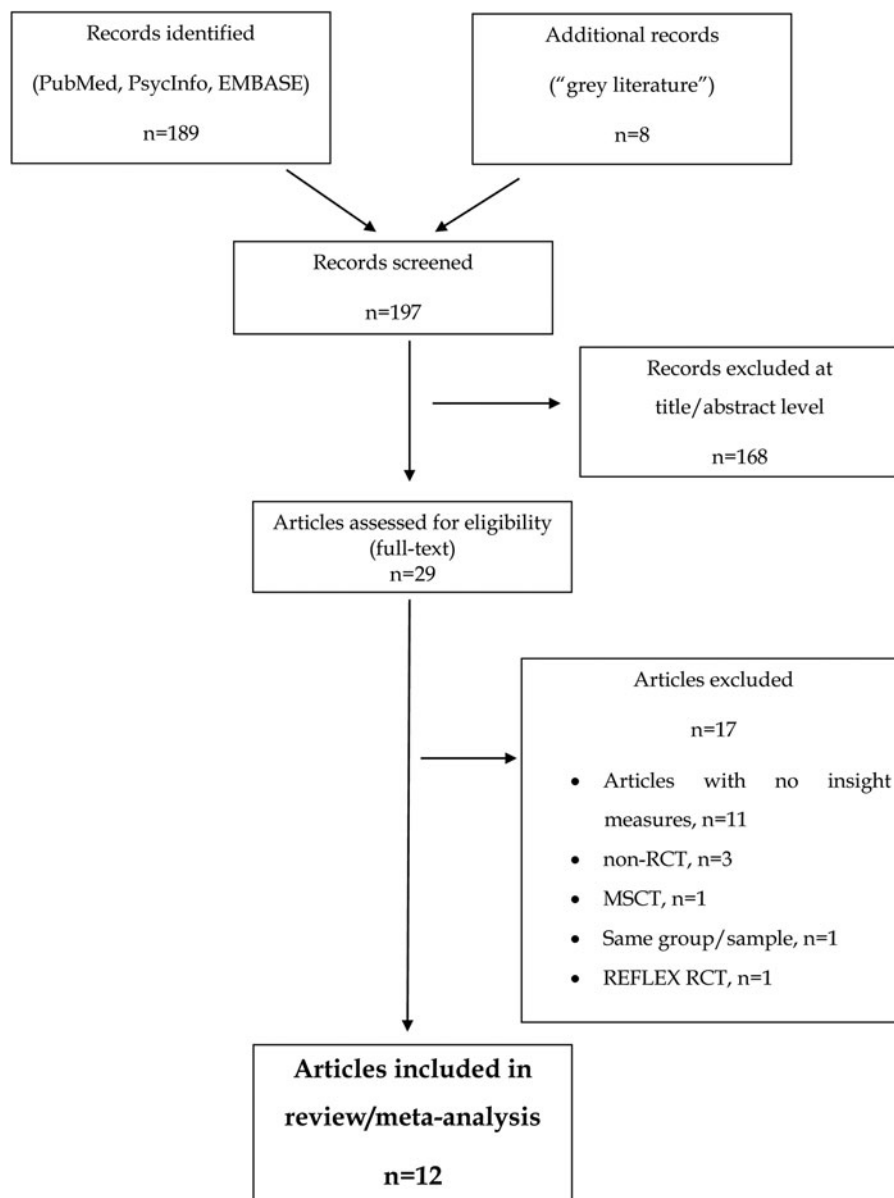 Records identified
(PubMed, PsycInfo, EMBASE)
n=189
Additional records
(“grey literature”)
n=8
Records screened
n=197
Records excluded at
title/abstract level
n=168
Articles assessed for eligibility
(full-text)
n=29
Articles excluded
n=17
• Articles with no insight
measures, n=11
• non-RCT, n=3
• MSCT, n=1
• Same group/sample, n=1
• REFLEX RCT, n=1
Articles included in
review/meta-analysis
n=12